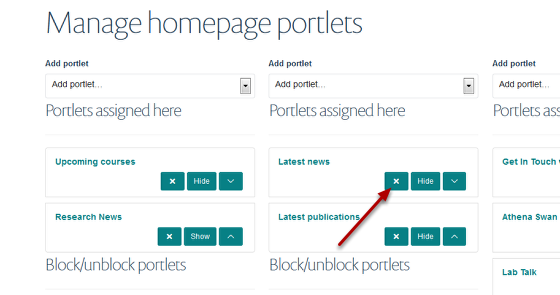 Manage homepage portlets
Add portlet
Add portlet...
Portlets assigned here
Upcoming courses
Hide
Research News
Show
Block/unblock portlets
Add portlet
Add portlet...
Portlets assigned here
Latest news
Hide
Latest publications
Hide
Block/unblock portlets
Add portlet
Add portlet...
Portlets ass
Get In Touch
Athena Swan
Lab Talk